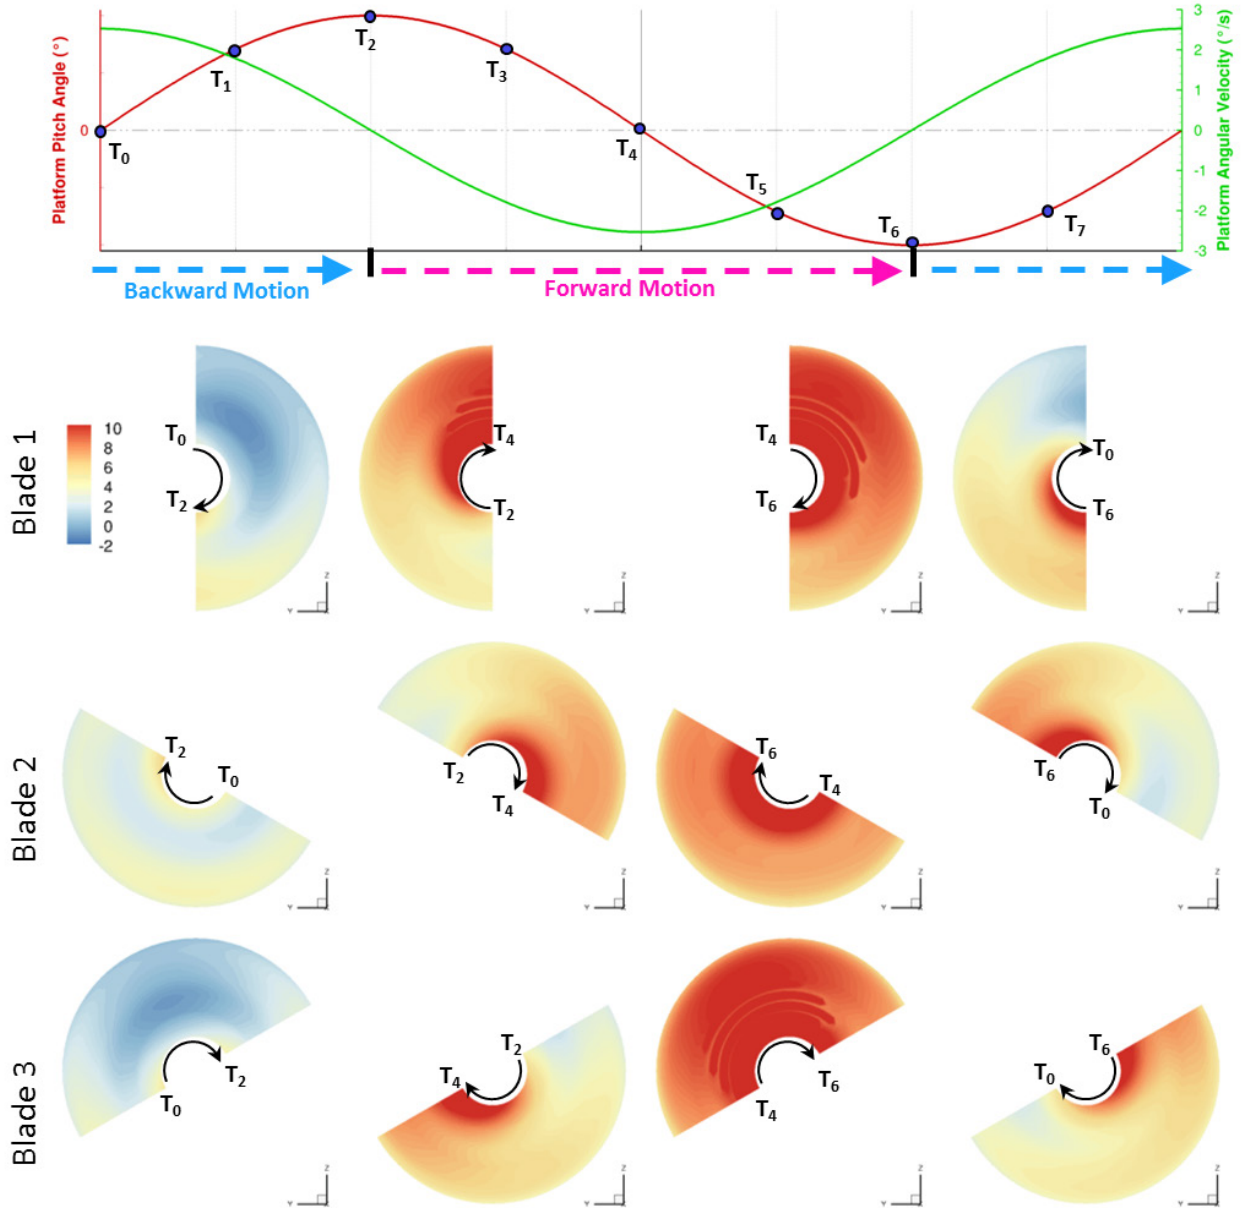 Platform Pitch Angle (°)
0
T0
T1
T2
T3
T4
T5
T6
T7
3
2
1
0
-1
-2
-3
Platform Angular Velocity (°/s)
Backward Motion
Forward Motion
Blade 1
10
8
6
4
2
0
-2
T0
T2
T4
T2
T4
T6
T0
T6
Y Z
Y Z
Y Z
Y Z
Blade 2
T2
T0
T2
T4
T6
T4
T6
T0
Y Z
Y Z
Y Z
Y Z
Blade 3
T0
T2
T2
T4
T4
T6
T6
T0
Y Z
Y Z
Y Z
Y Z